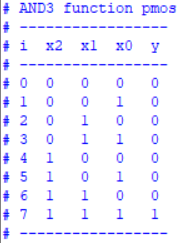 # AND3 function pmos
# -----------------
# i  x2  x1  x0  y
# -----------------
# 0  0   0   0   0
# 1  0   0   1   0
# 2  0   1   0   0
# 3  0   1   1   0
# 4  1   0   0   0
# 5  1   0   1   0
# 6  1   1   0   0
# 7  1   1   1   1
# -----------------